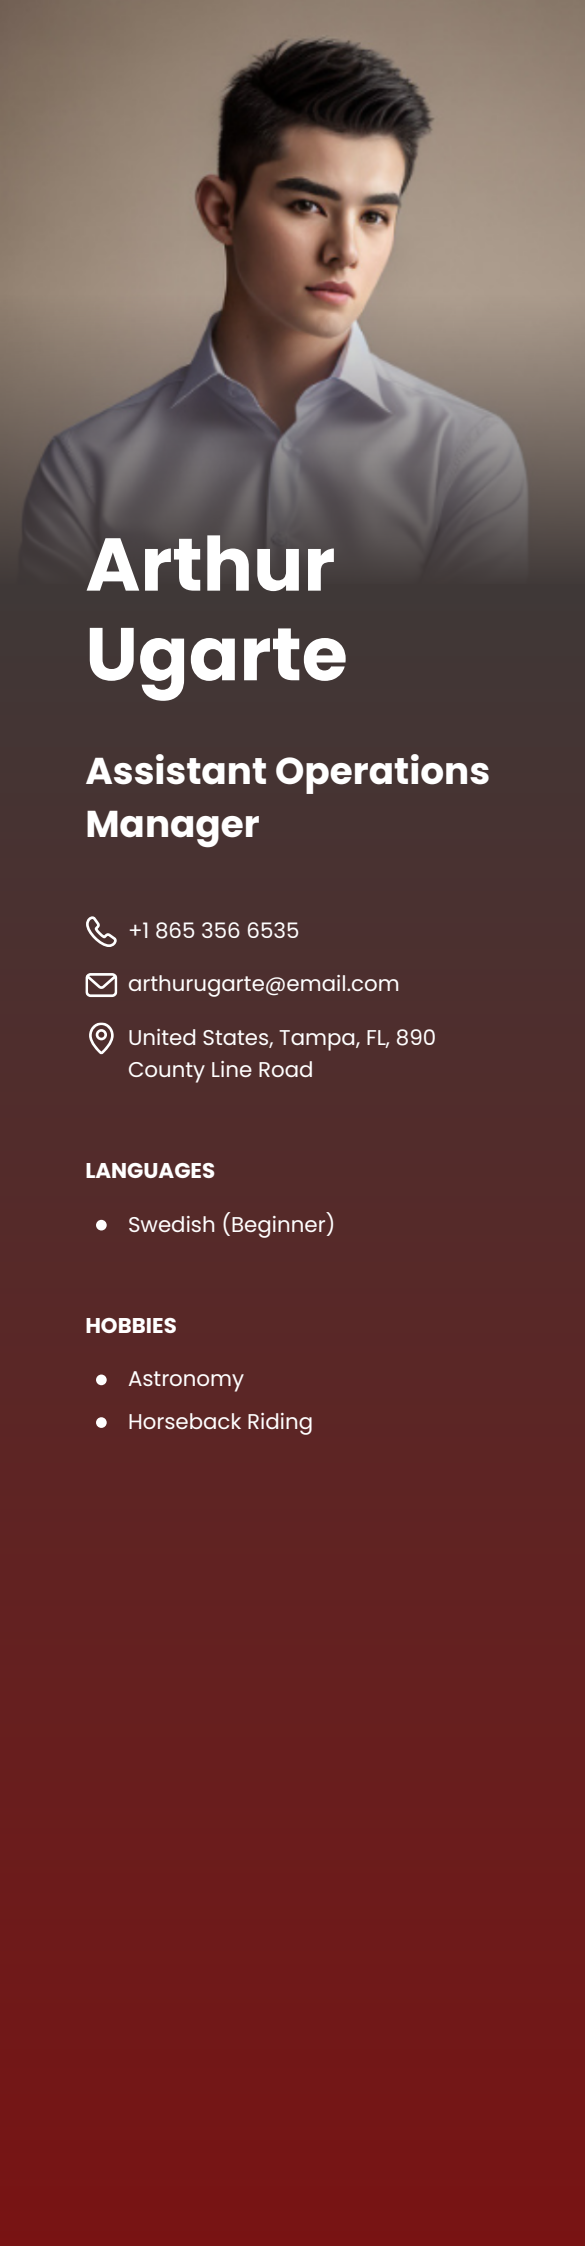 Arthur
Ugarte
Assistant Operations
Manager
+1 865 356 6535
arthurugarte@email.com
United States, Tampa, FL, 890
County Line Road
LANGUAGES
Swedish (Beginner)
HOBBIES
Astronomy
Horseback Riding